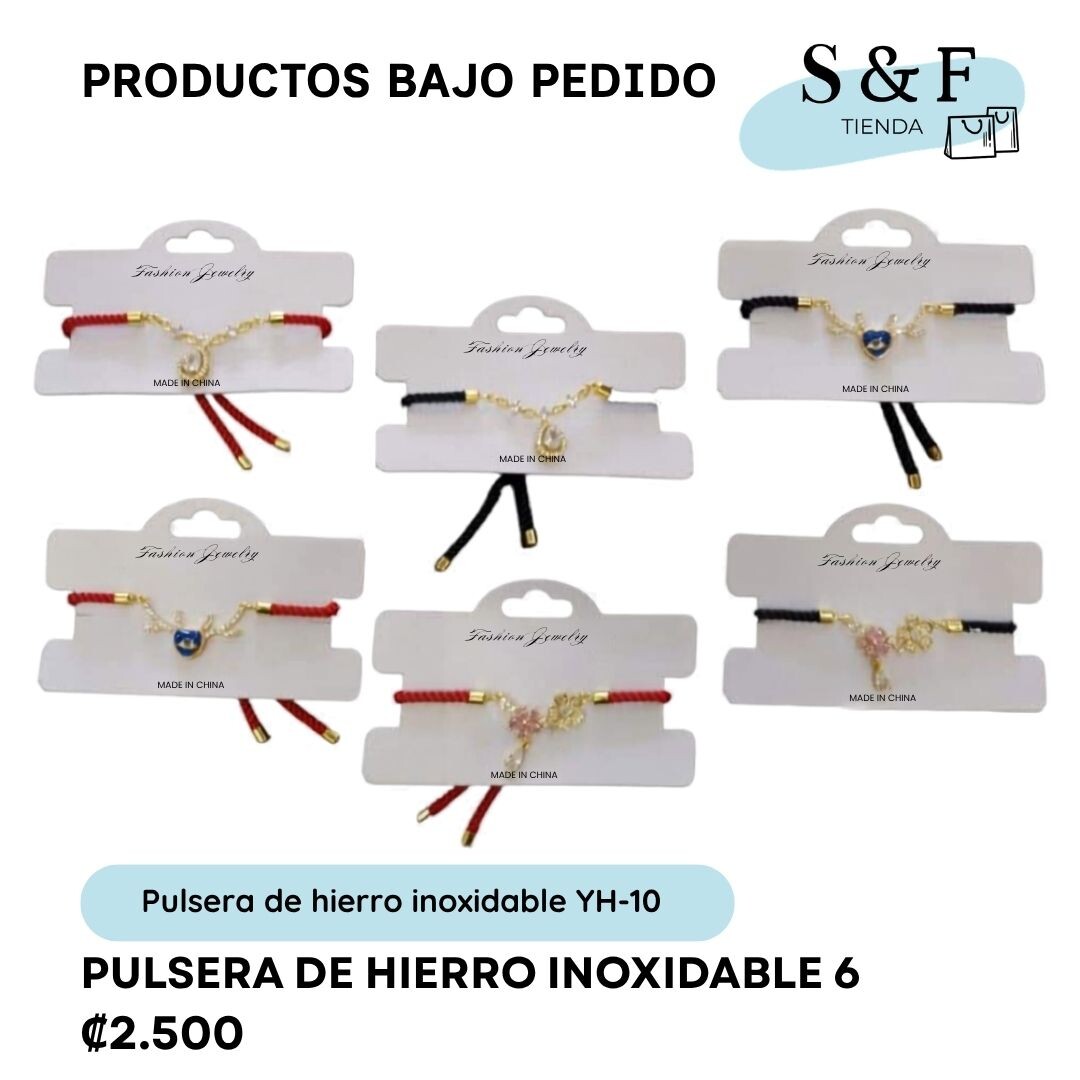 PRODUCTOS BAJO PEDIDO
S & F
TIENDA
Fashion Jewelry
MADE IN CHINA
Fashion Jewelry
MADE IN CHINA
Fashion Jewelry
MADE IN CHINA
Fashion Jewelry
MADE IN CHINA
Fashion Jewelry
MADE IN CHINA
Fashion Jewelry
MADE IN CHINA
Pulsera de hierro inoxidable YH-10
PULSERA DE HIERRO INOXIDABLE 6
₡2.500